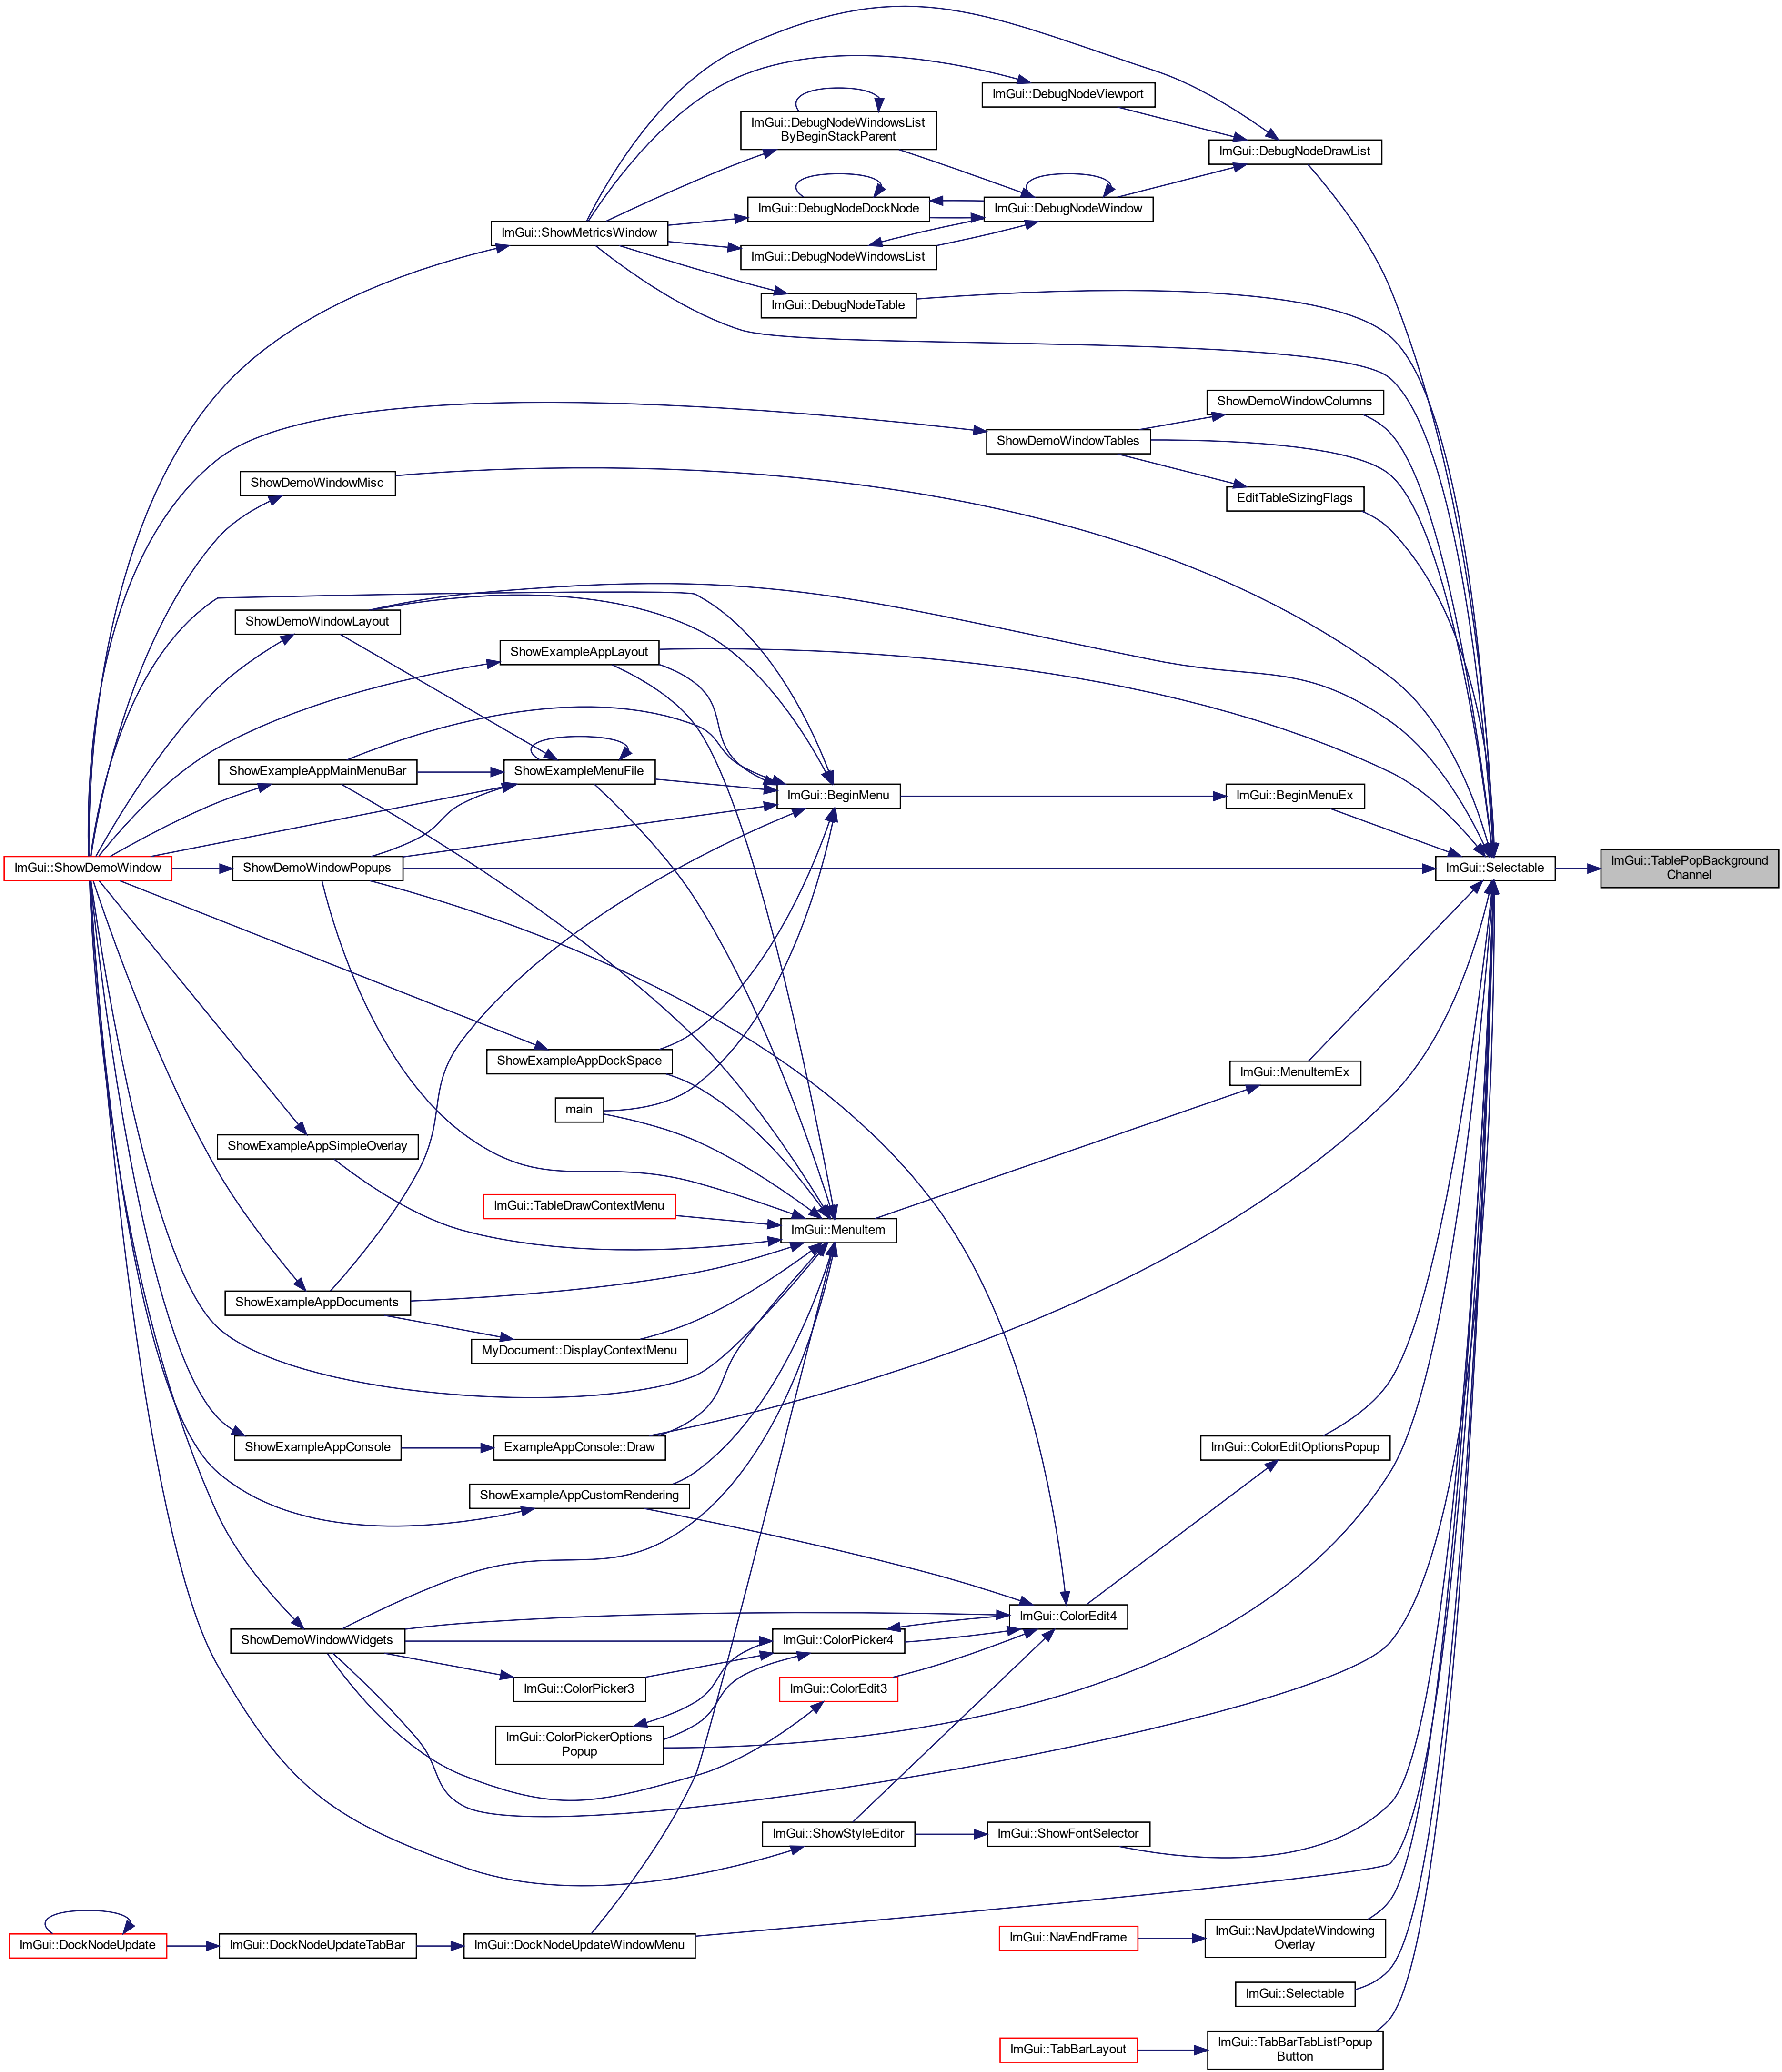 ImGui::DebugNodeViewport
ImGui::DebugNodeWindowsList
ByBeginStackParent
ImGui::DebugNodeDrawList
ImGui::DebugNodeDockNode
ImGui::DebugNodeWindow
ImGui::ShowMetricsWindow
ImGui::DebugNodeWindowsList
ImGui::DebugNodeTable
ShowDemoWindowColumns
ShowDemoWindowTables
ShowDemoWindowMisc
EditTableSizingFlags
ShowDemoWindowLayout
ShowExampleAppLayout
ShowExampleAppMainMenuBar
ShowExampleMenuFile
ImGui::BeginMenu
ImGui::BeginMenuEx
ImGui::ShowDemoWindow
ShowDemoWindowPopups
ImGui::Selectable
ImGui::TablePopBackground
Channel
ShowExampleAppDockSpace
ImGui::MenuItemEx
main
ShowExampleAppSimpleOverlay
ImGui::TableDrawContextMenu
ImGui::MenuItem
ShowExampleAppDocuments
MyDocument::DisplayContextMenu
ShowExampleAppConsole
ExampleAppConsole::Draw
ImGui::ColorEditOptionsPopup
ShowExampleAppCustomRendering
ImGui::ColorEdit4
ShowDemoWindowWidgets
ImGui::ColorPicker4
ImGui::ColorPicker3
ImGui::ColorEdit3
ImGui::ColorPickerOptions
Popup
ImGui::ShowStyleEditor
ImGui::ShowFontSelector
ImGui::DockNodeUpdate
ImGui::DockNodeUpdateTabBar
ImGui::DockNodeUpdateWindowMenu
ImGui::NavEndFrame
ImGui::NavUpdateWindowing
Overlay
ImGui::Selectable
ImGui::TabBarLayout
ImGui::TabBarTabListPopup
Button